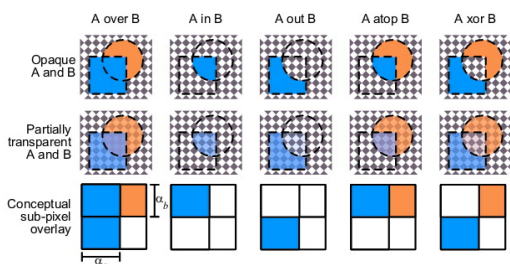 A over B A in B A out B A atop B A xor B
Opaque
A and B
Partially
transparent
A and B
Conceptual
sub-pixel
overlay
α_b